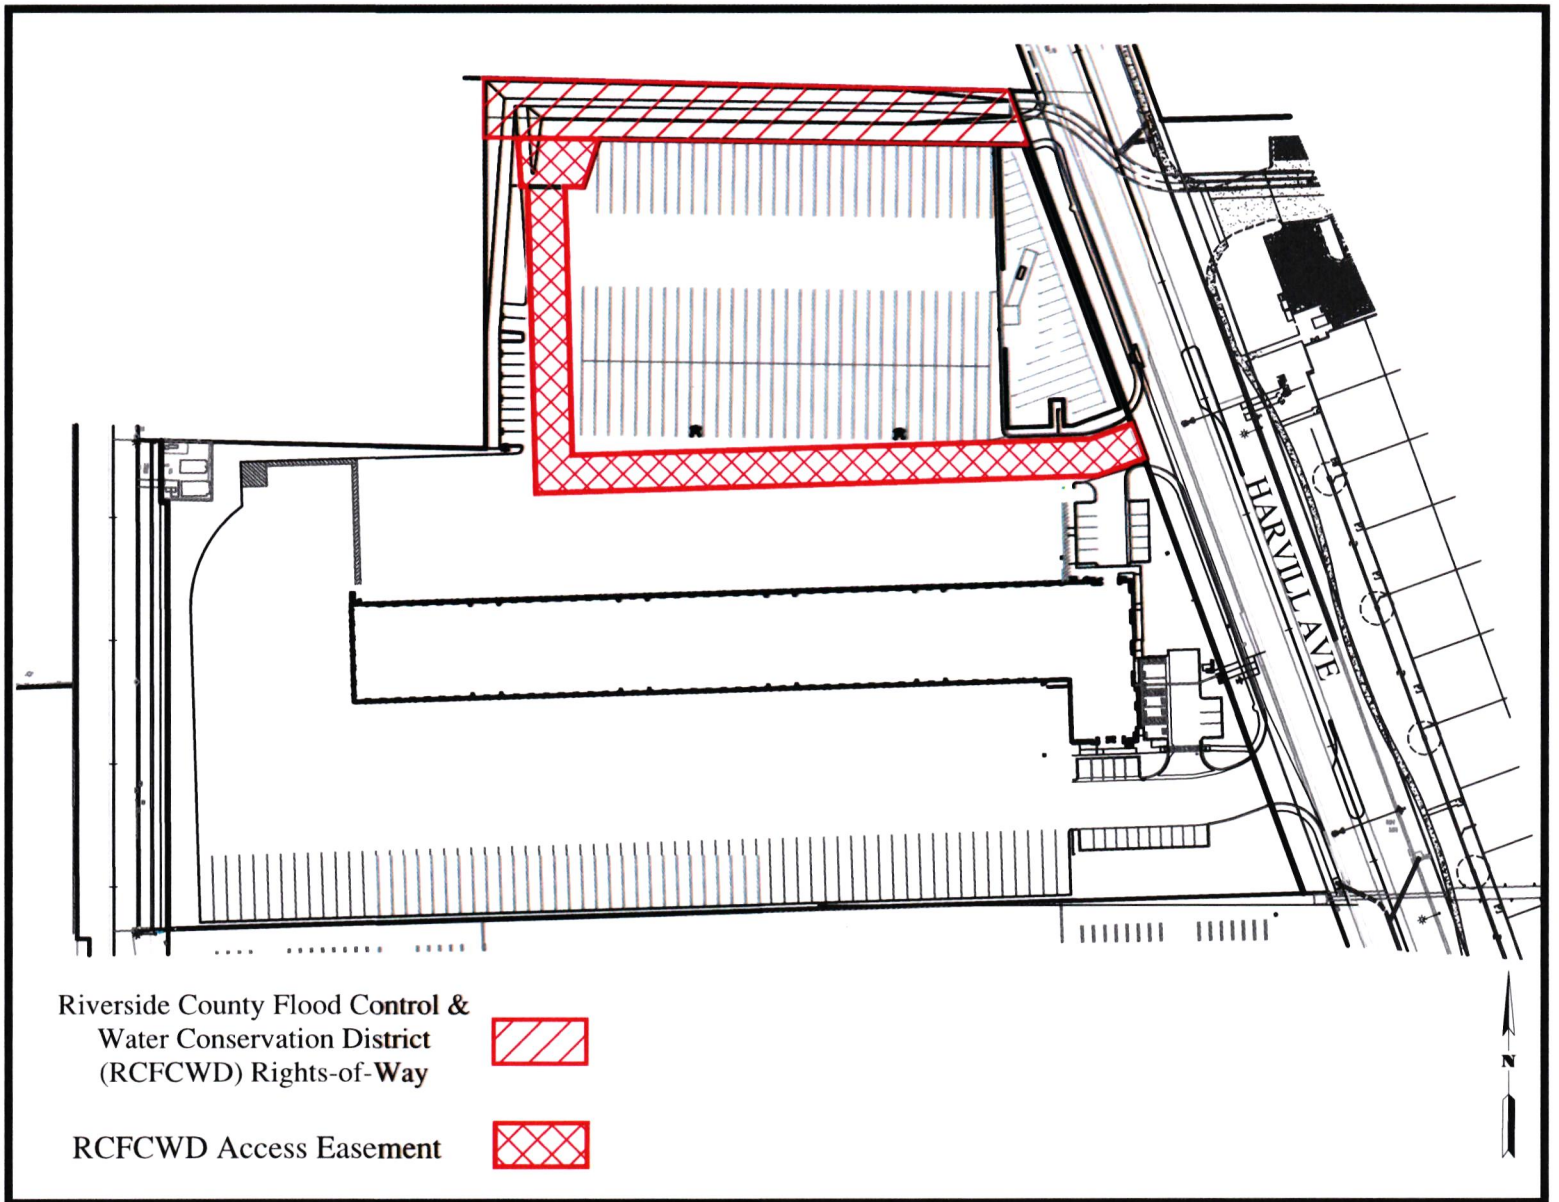 HARVILL AVE
Riverside County Flood Control &
Water Conservation District
(RCFCWD) Rights-of-Way
RCFCWD Access Easement
N